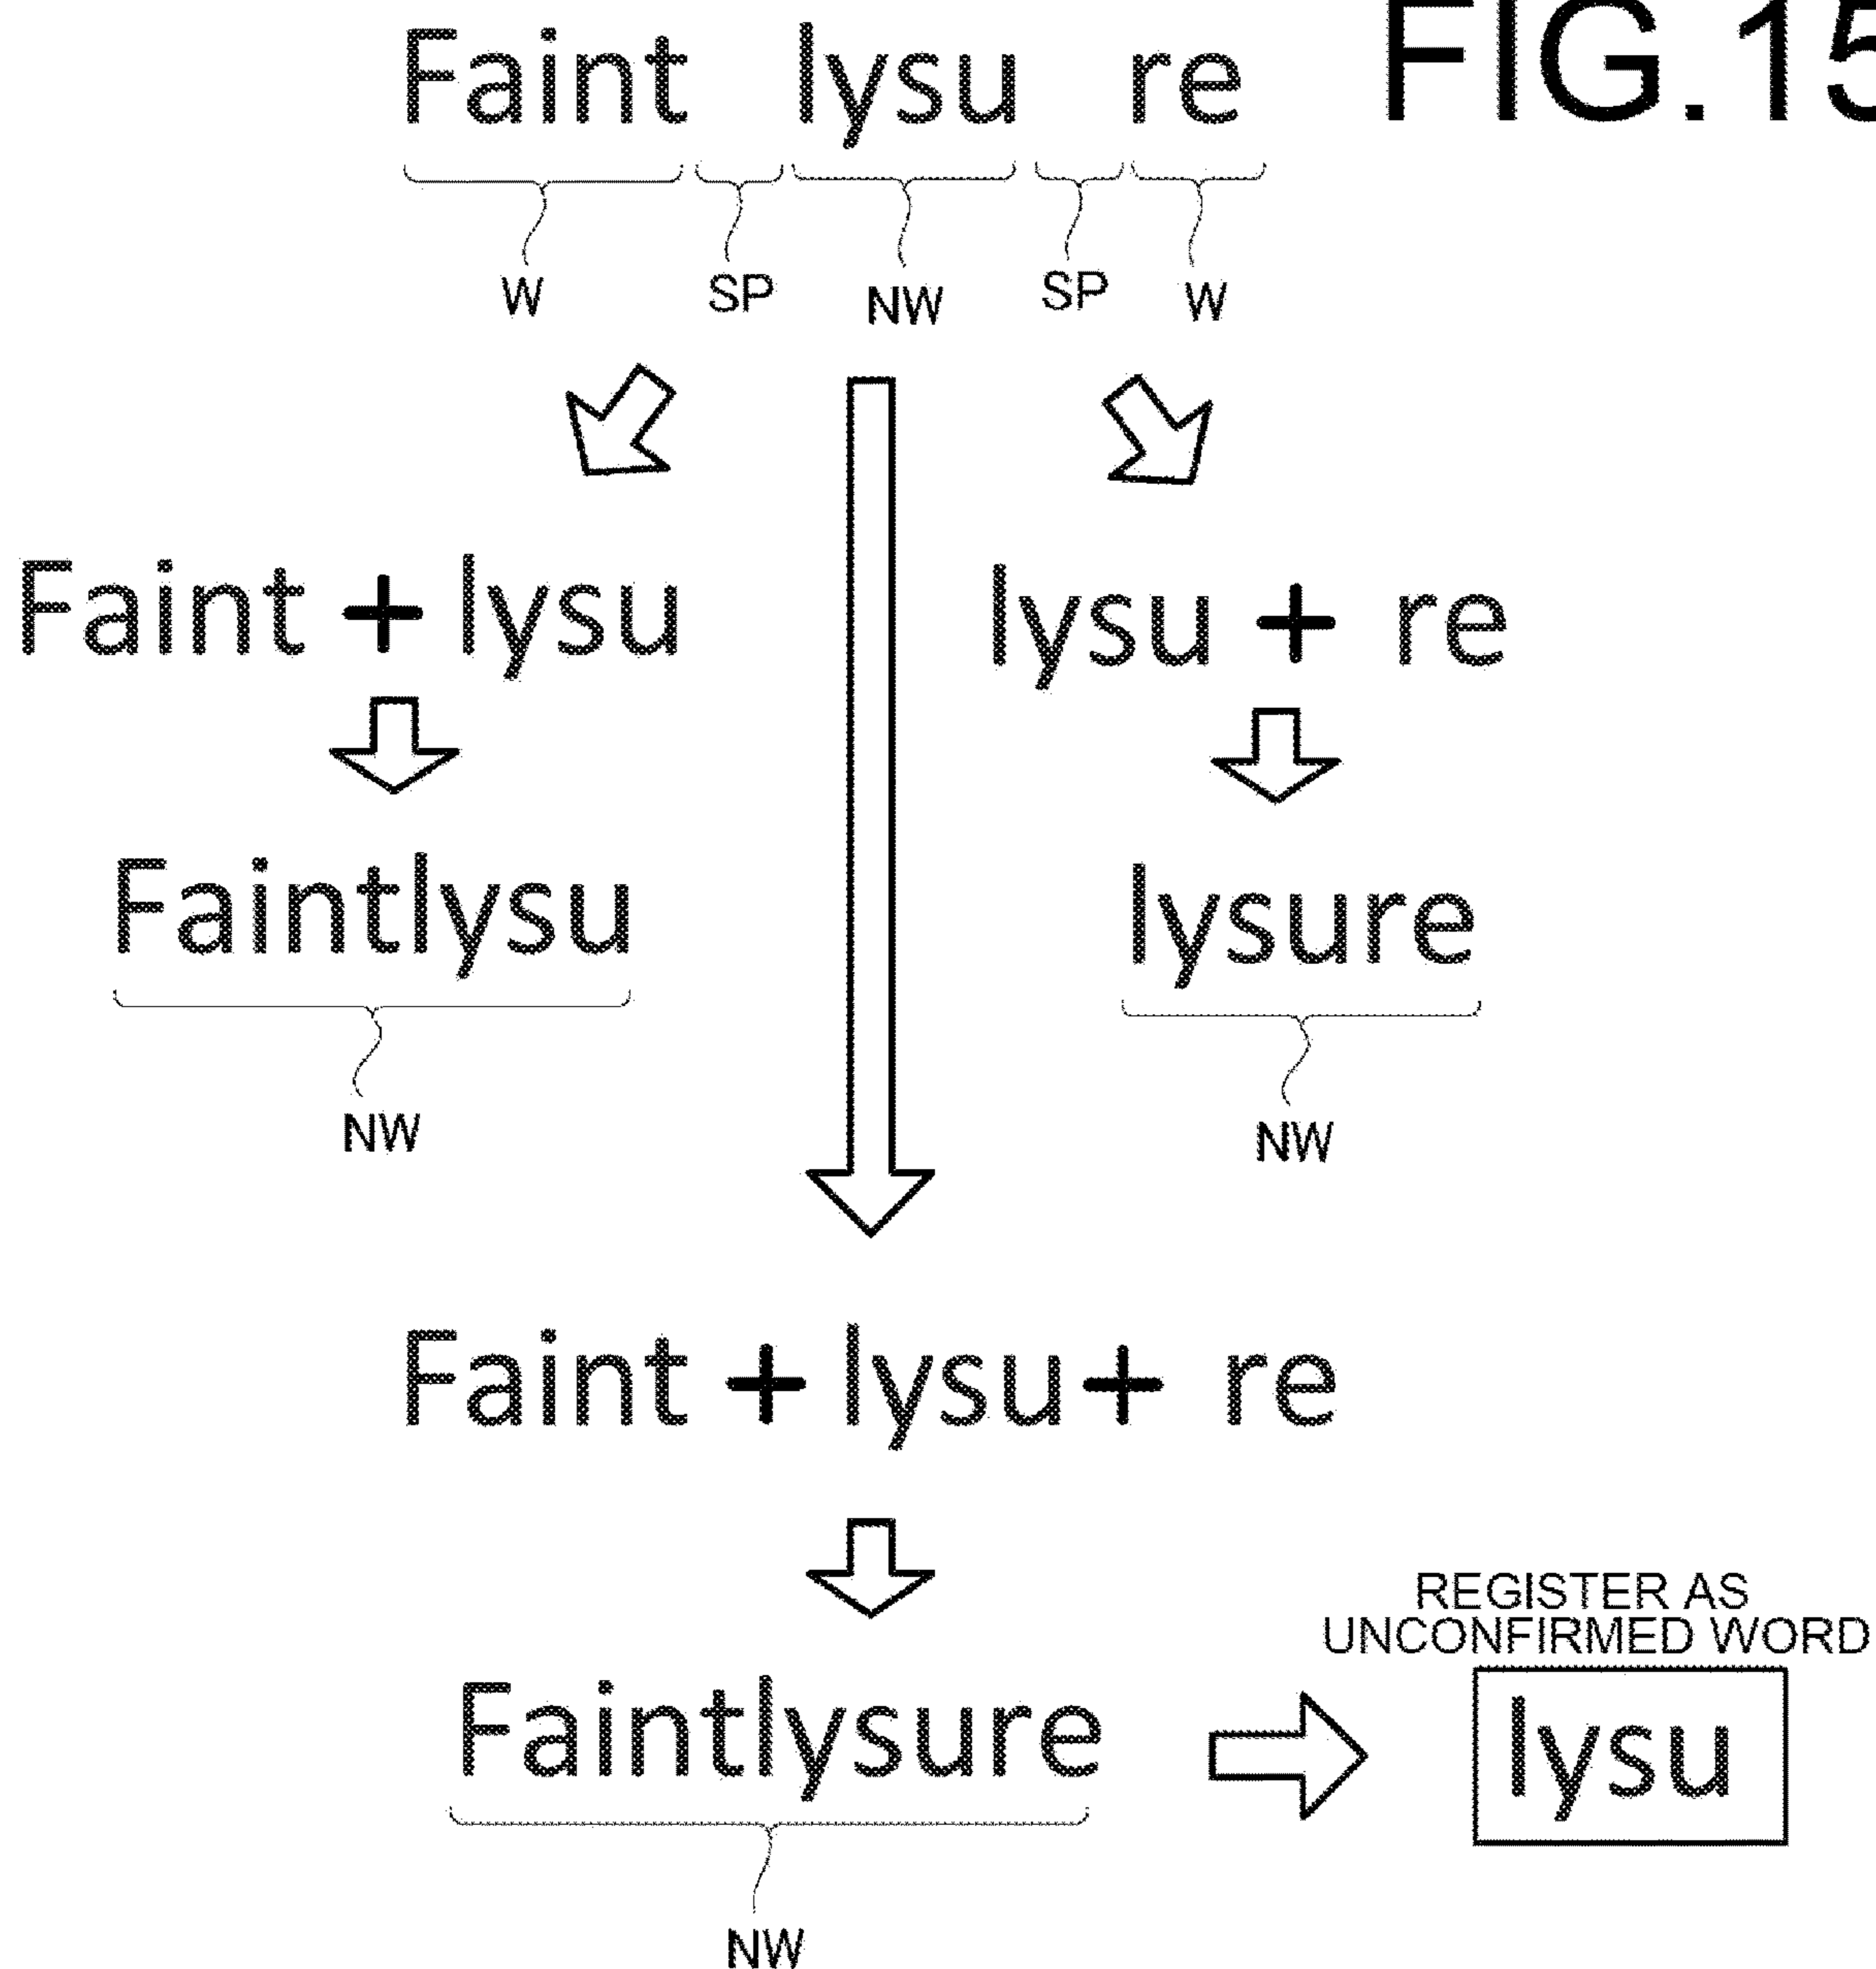 FIG.15
Faint lysu re
W SP NW SP W
Faint + lysu
lysu + re
Faintlysu
lysure
NW
NW
Faint + lysu + re
REGISTER AS
UNCONFIRMED WORD
Faintlysure
lysu
NW